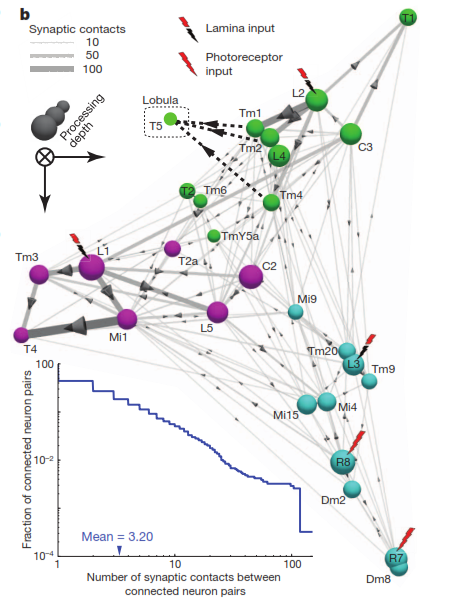 b
Synaptic contacts
10
50
100
Lamina input
Photoreceptor
input
T1
Processing
depth
Lobula
T5
L2
Tm1
Tm2
L4
C3
T2
Tm6
Tm4
TmY5a
T2a
L1
Tm3
C2
Mi9
T4
Mi1
L5
Tm20
L3
Tm9
Mi15
Mi4
R8
Dm2
R7
Dm8
Fraction of connected neuron pairs
100
10–2
10–4
Mean = 3.20
1
10
100
Number of synaptic contacts between
connected neuron pairs